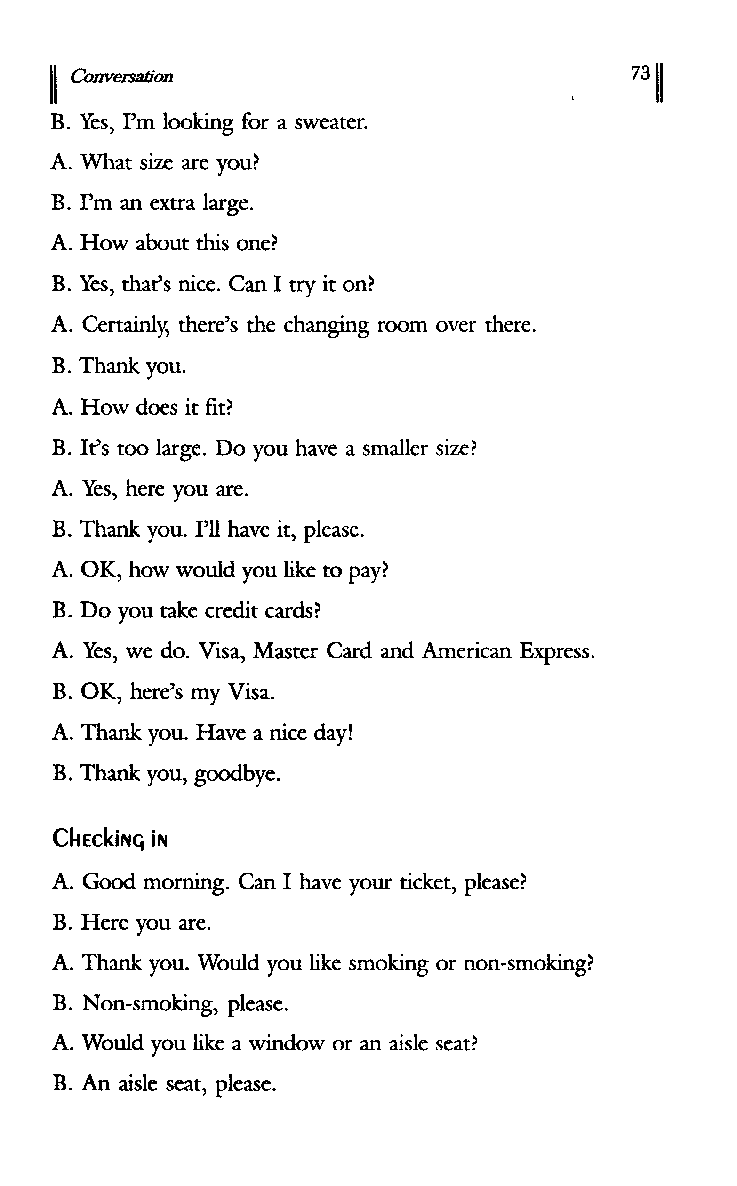 Conversation 73
B. Yes, I'm looking for a sweater.
A. What size are you?
B. I'm an extra large.
A. How about this one?
B. Yes, that's nice. Can I try it on?
A. Certainly, there's the changing room over there.
B. Thank you.
A. How does it fit?
B. It's too large. Do you have a smaller size?
A. Yes, here you are.
B. Thank you. I'll have it, please.
A. OK, how would you like to pay?
B. Do you take credit cards?
A. Yes, we do. Visa, Master Card and American Express.
B. OK, here's my Visa.
A. Thank you. Have a nice day!
B. Thank you, goodbye.
Checking in
A. Good morning. Can I have your ticket, please?
B. Here you are.
A. Thank you. Would you like smoking or non-smoking?
B. Non-smoking, please.
A. Would you like a window or an aisle seat?
B. An aisle seat, please.